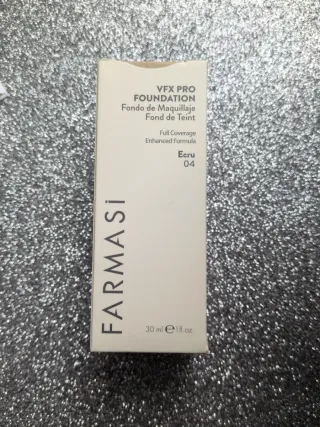 VFX PRO
FOUNDATION
Fondo de Maquillaje
Fond de Teint
Full Coverage
Enhanced Formula
Ecru
04
FARMASi
30 ml ℮ 1 fl. oz.